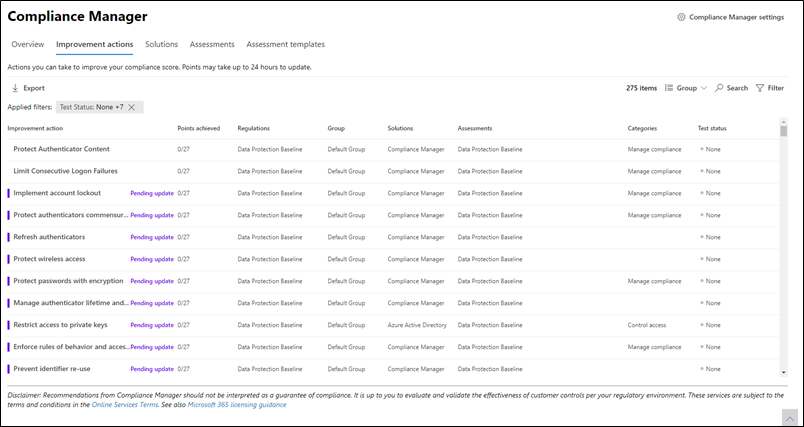 Compliance Manager
Compliance Manager settings
Overview Improvement actions Solutions Assessments Assessment templates
Actions you can take to improve your compliance score. Points may take up to 24 hours to update.
Export 275 items Group Search Filter
Applied filters: Test Status: None +7
Improvement action Points achieved Regulations Group Solutions Assessments Categories Test status
Protect Authenticator Content 0/27 Data Protection Baseline Default Group Compliance Manager Data Protection Baseline Manage compliance None
Limit Consecutive Logon Failures 0/27 Data Protection Baseline Default Group Compliance Manager Data Protection Baseline Manage compliance None
Implement account lockout Pending update 0/27 Data Protection Baseline Default Group Compliance Manager Data Protection Baseline Manage compliance None
Protect authenticators commensur... Pending update 0/27 Data Protection Baseline Default Group Compliance Manager Data Protection Baseline Manage compliance None
Refresh authenticators Pending update 0/27 Data Protection Baseline Default Group Compliance Manager Data Protection Baseline None
Protect wireless access Pending update 0/27 Data Protection Baseline Default Group Compliance Manager Data Protection Baseline None
Protect passwords with encryption Pending update 0/27 Data Protection Baseline Default Group Compliance Manager Data Protection Baseline Manage compliance None
Manage authenticator lifetime and... Pending update 0/27 Data Protection Baseline Default Group Compliance Manager Data Protection Baseline None
Restrict access to private keys Pending update 0/27 Data Protection Baseline Default Group Azure Active Directory Data Protection Baseline Control access None
Enforce rules of behavior and acces... Pending update 0/27 Data Protection Baseline Default Group Compliance Manager Data Protection Baseline Manage compliance None
Prevent identifier re-use Pending update 0/27 Data Protection Baseline Default Group Compliance Manager Data Protection Baseline None
Disclaimer: Recommendations from Compliance Manager should not be interpreted as a guarantee of compliance. It is up to you to evaluate and validate the effectiveness of customer controls per your regulatory environment. These services are subject to the
terms and conditions in the Online Services Terms. See also Microsoft 365 licensing guidance